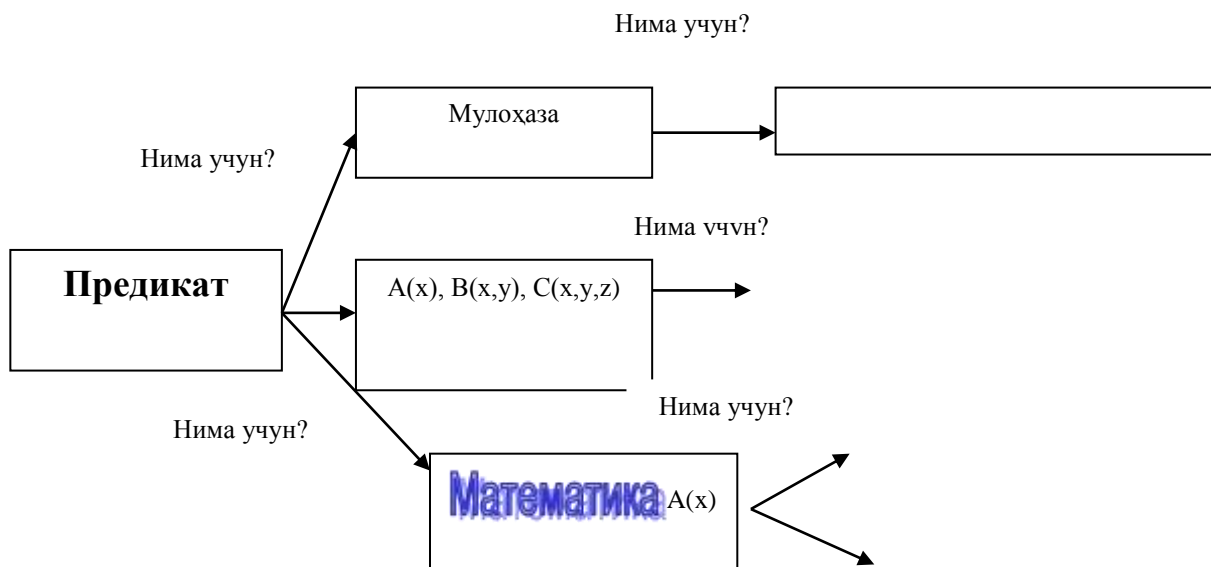 Нима учун?
Мулоҳаза
Нима учун?
Нима учун?
Предикат
A(x), B(x,y), C(x,y,z)
Нима учун?
Нима учун?
Математика A(x)